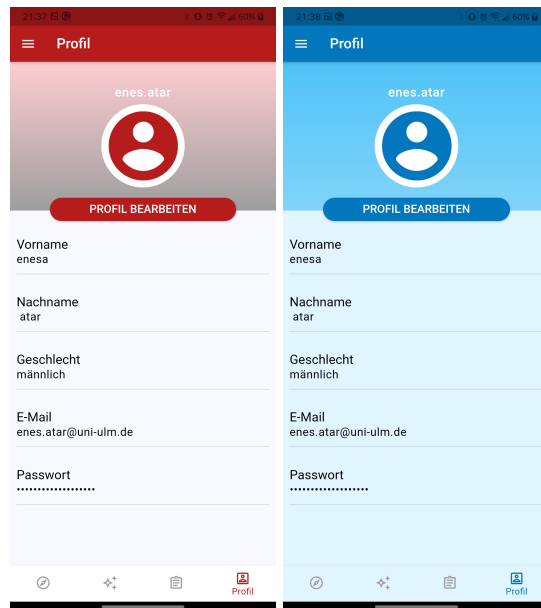 21:37
60%
Profil
enes.atar
PROFIL BEARBEITEN
Vorname
enesa
Nachname
atar
Geschlecht
männlich
E-Mail
enes.atar@uni-ulm.de
Passwort
•••••••••••••••••••
Profil
21:38
60%
Profil
enes.atar
PROFIL BEARBEITEN
Vorname
enesa
Nachname
atar
Geschlecht
männlich
E-Mail
enes.atar@uni-ulm.de
Passwort
•••••••••••••••••••
Profil